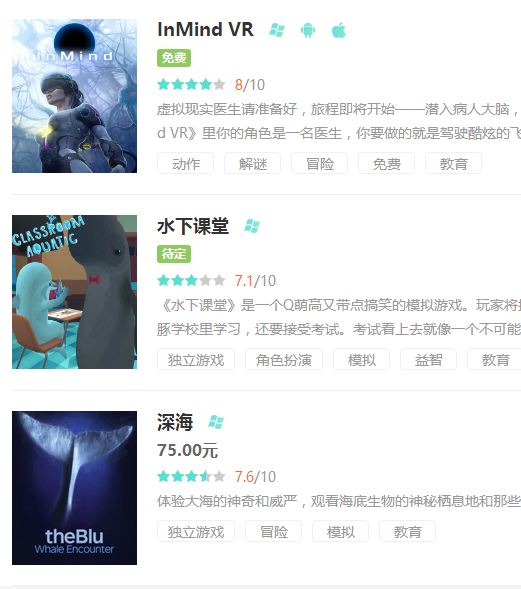 InMind
InMind VR
免费
8/10
虚拟现实医生请准备好，旅程即将开始——潜入病人大脑，
d VR》里你的角色是一名医生，你要做的就是驾驶酷炫的飞
动作 解谜 冒险 免费 教育
CLASSROOM
AQUATIC
水下课堂
待定
7.1/10
《水下课堂》是一个Q萌高又带点搞笑的模拟游戏。玩家将
豚学校里学习，还要接受考试。考试看上去就像一个不可能
独立游戏 角色扮演 模拟 益智 教育
theBlu
Whale Encounter
深海
75.00元
7.6/10
体验大海的神奇和威严，观看海底生物的神秘栖息地和那些
独立游戏 冒险 模拟 教育